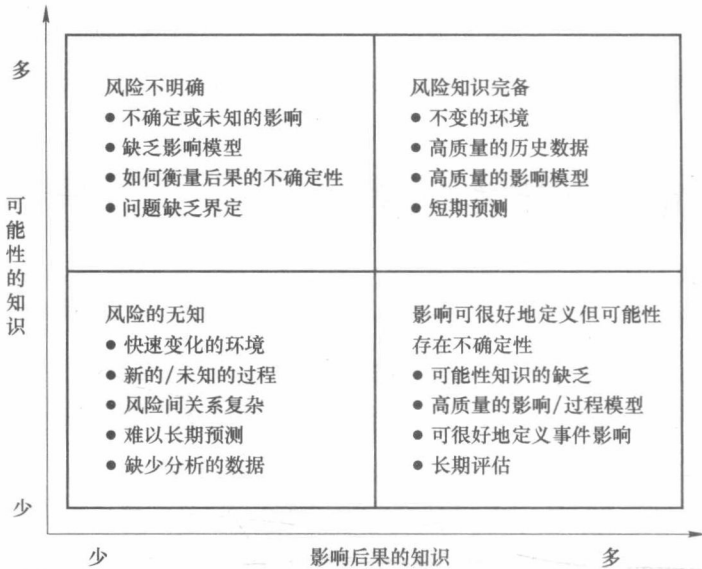 多
可能性的知识
少
风险不明确
● 不确定或未知的影响
● 缺乏影响模型
● 如何衡量后果的不确定性
● 问题缺乏界定
风险知识完备
● 不变的环境
● 高质量的历史数据
● 高质量的影响模型
● 短期预测
风险的无知
● 快速变化的环境
● 新的/未知的过程
● 风险间关系复杂
● 难以长期预测
● 缺少分析的数据
影响可很好地定义但可能性
存在不确定性
● 可能性知识的缺乏
● 高质量的影响/过程模型
● 可很好地定义事件影响
● 长期评估
少
影响后果的知识
多